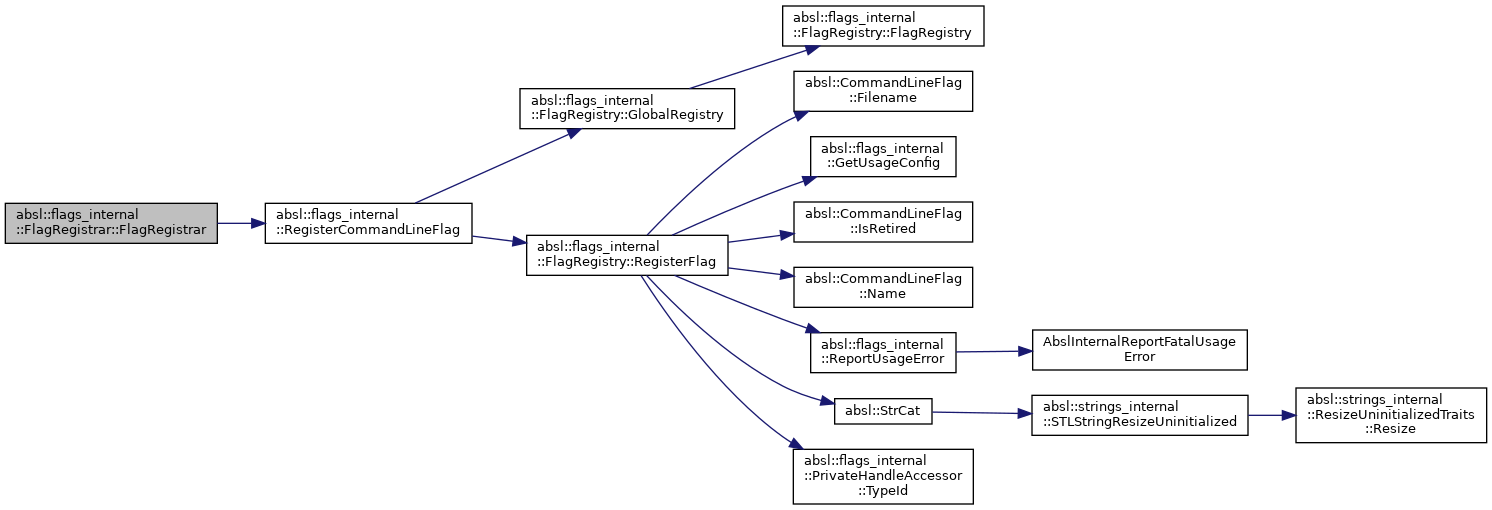 absl::flags_internal
::FlagRegistrar::FlagRegistrar
absl::flags_internal
::RegisterCommandLineFlag
absl::flags_internal
::FlagRegistry::GlobalRegistry
absl::flags_internal
::FlagRegistry::FlagRegistry
absl::flags_internal
::FlagRegistry::RegisterFlag
absl::CommandLineFlag
::Filename
absl::flags_internal
::GetUsageConfig
absl::CommandLineFlag
::IsRetired
absl::CommandLineFlag
::Name
absl::flags_internal
::ReportUsageError
AbslInternalReportFatalUsage
Error
absl::StrCat
absl::strings_internal
::STLStringResizeUninitialized
absl::strings_internal
::ResizeUninitializedTraits
::Resize
absl::flags_internal
::PrivateHandleAccessor
::TypeId